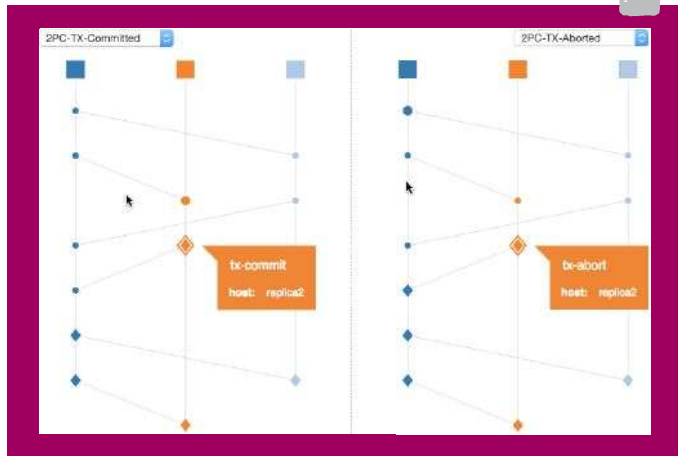 2PC-TX-Committed
2PC-TX-Aborted
tx-commit
host: replica2
tx-abort
host: replica2